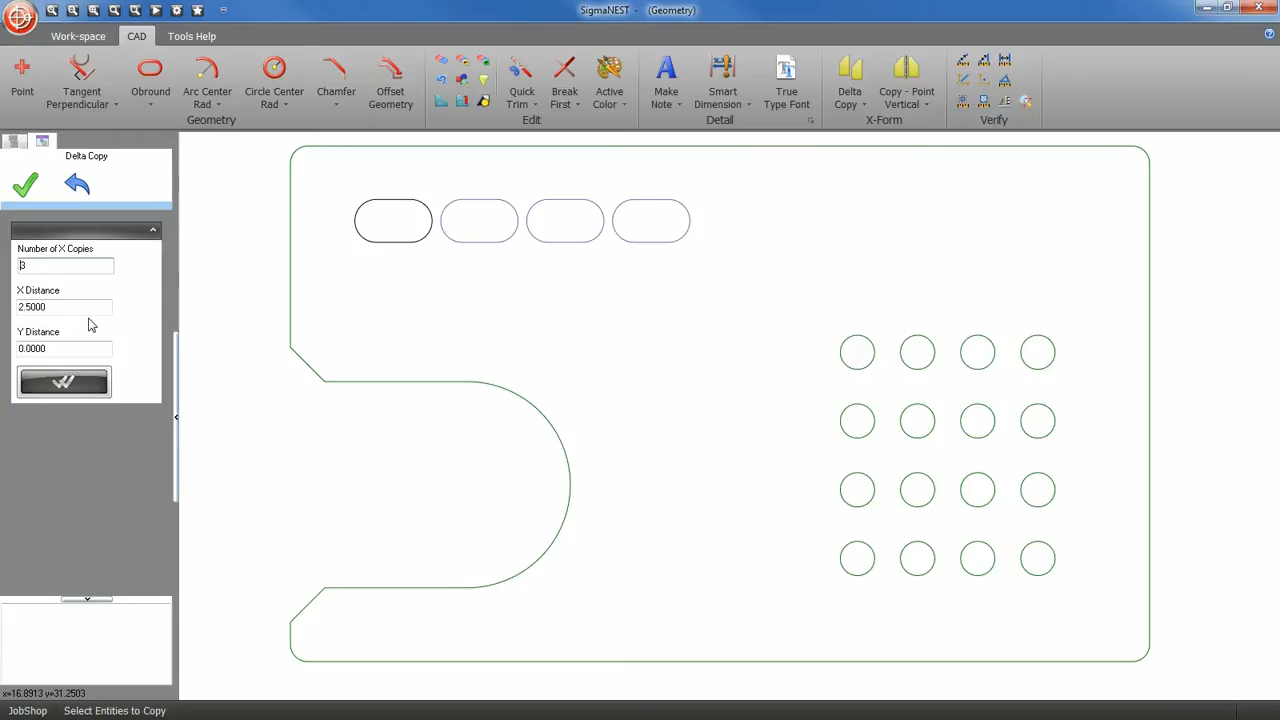 SigmaNEST - (Geometry)
Work-space
CAD
Tools Help
Point
Tangent
Perpendicular
Obround
Arc Center
Rad
Circle Center
Rad
Chamfer
Offset
Geometry
Quick
Trim
Break
First
Active
Color
Make
Note
Smart
Dimension
True
Type Font
Delta
Copy
Copy - Point
Vertical
Geometry
Edit
Detail
X-Form
Verify
Delta Copy
Number of X Copies
3
X Distance
2.5000
Y Distance
0.0000
x=16.8913 y=31.2503
JobShop
Select Entities to Copy